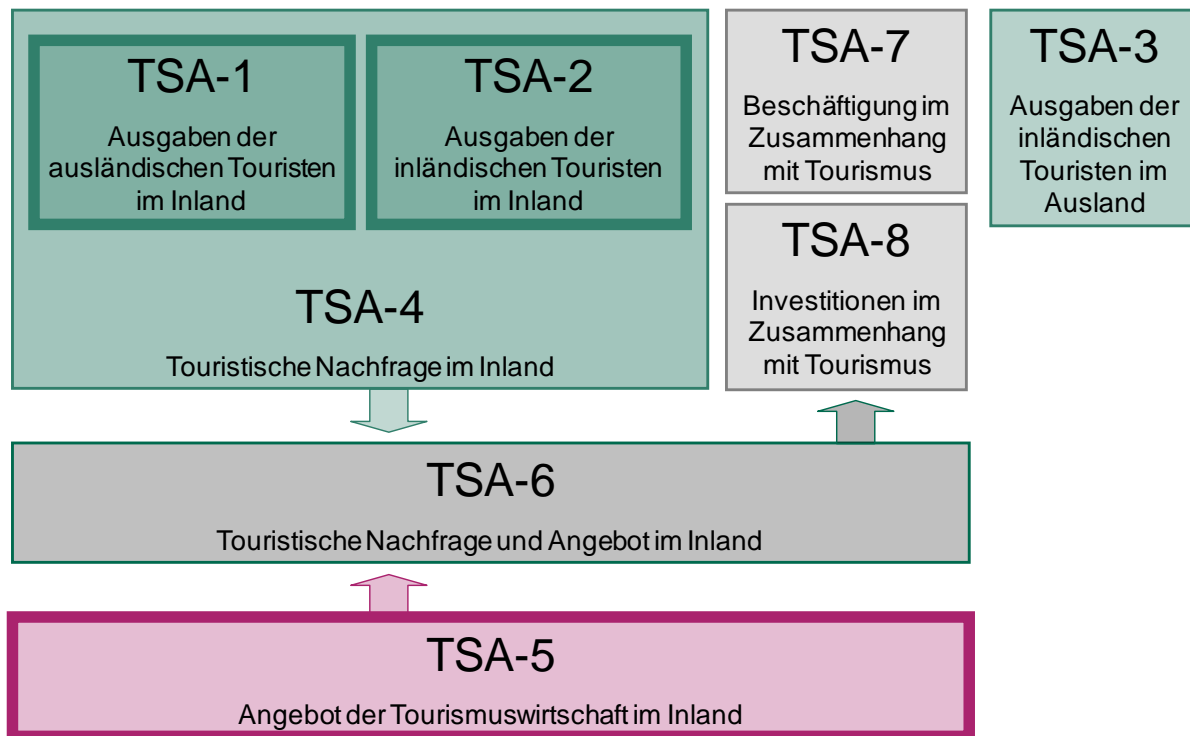 TSA-1
Ausgaben der
ausländischen Touristen
im Inland
TSA-2
Ausgaben der
inländischen Touristen
im Inland
TSA-4
Touristische Nachfrage im Inland
TSA-7
Beschäftigung im
Zusammenhang
mit Tourismus
TSA-8
Investitionen im
Zusammenhang
mit Tourismus
TSA-3
Ausgaben der
inländischen
Touristen im
Ausland
TSA-6
Touristische Nachfrage und Angebot im Inland
TSA-5
Angebot der Tourismuswirtschaft im Inland